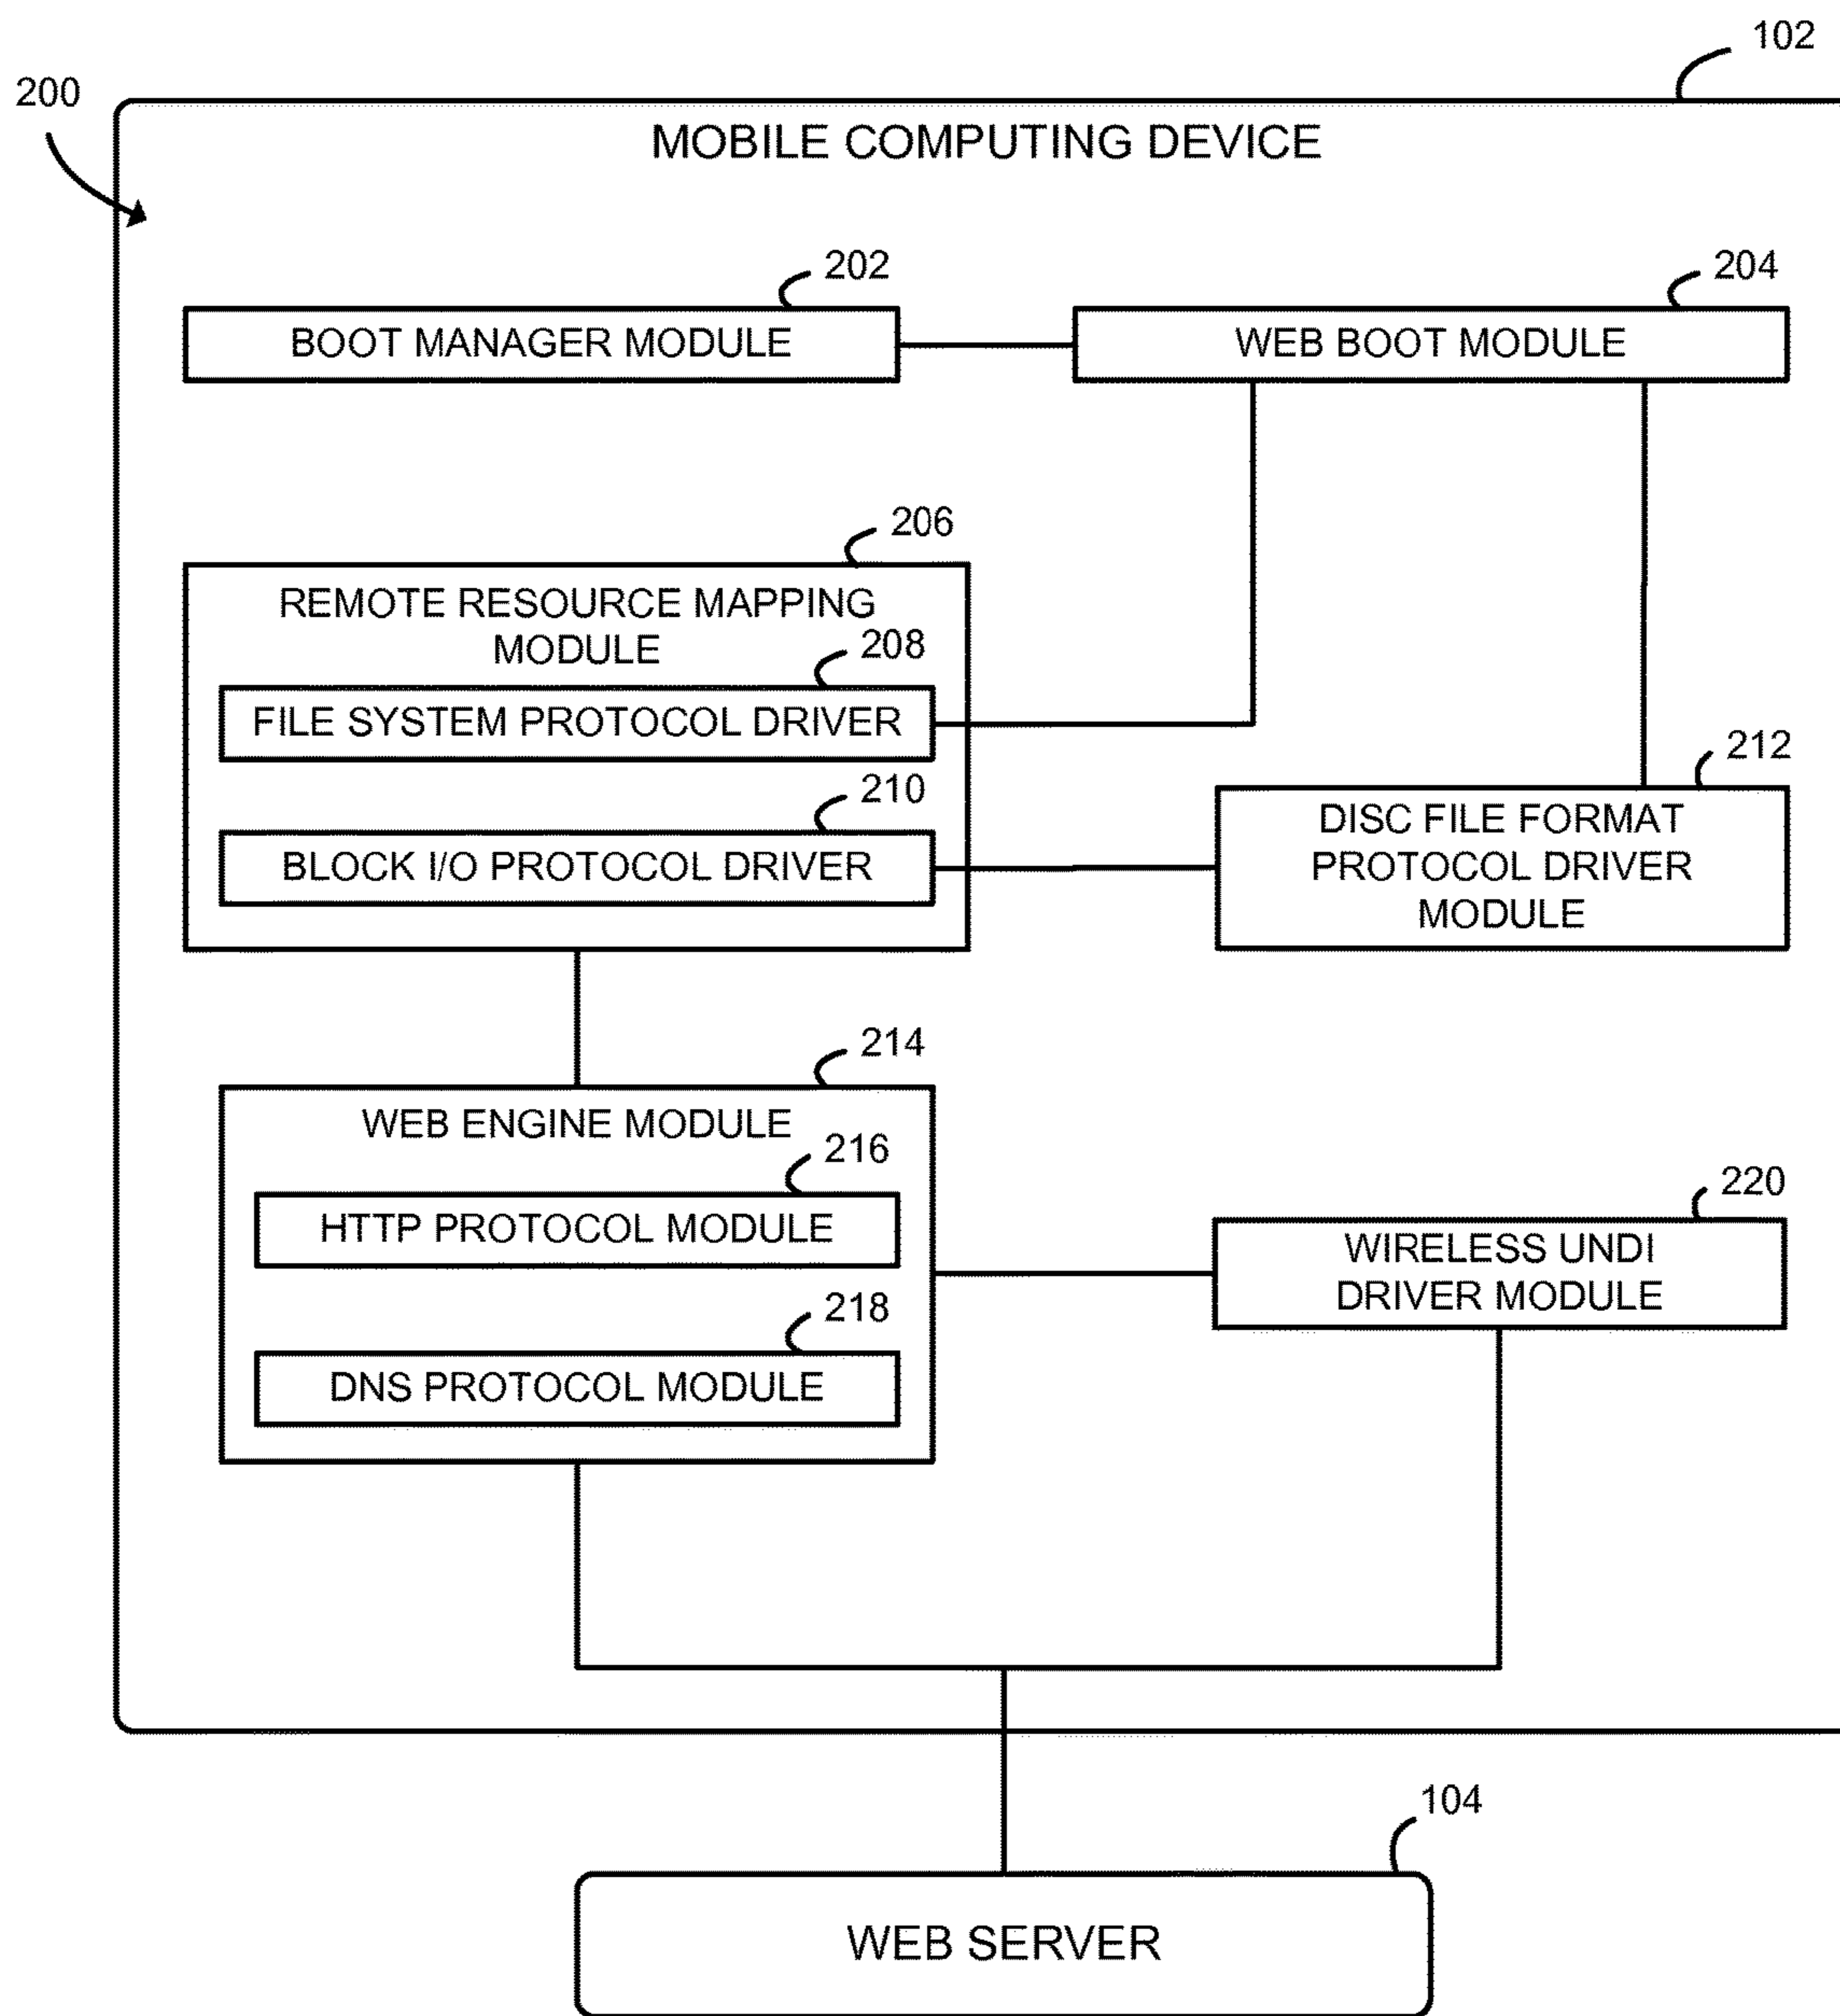 102
200
MOBILE COMPUTING DEVICE
202
204
BOOT MANAGER MODULE
WEB BOOT MODULE
206
REMOTE RESOURCE MAPPING
MODULE
208
FILE SYSTEM PROTOCOL DRIVER
210
BLOCK I/O PROTOCOL DRIVER
212
DISC FILE FORMAT
PROTOCOL DRIVER
MODULE
214
WEB ENGINE MODULE
216
HTTP PROTOCOL MODULE
218
DNS PROTOCOL MODULE
220
WIRELESS UNDI
DRIVER MODULE
104
WEB SERVER